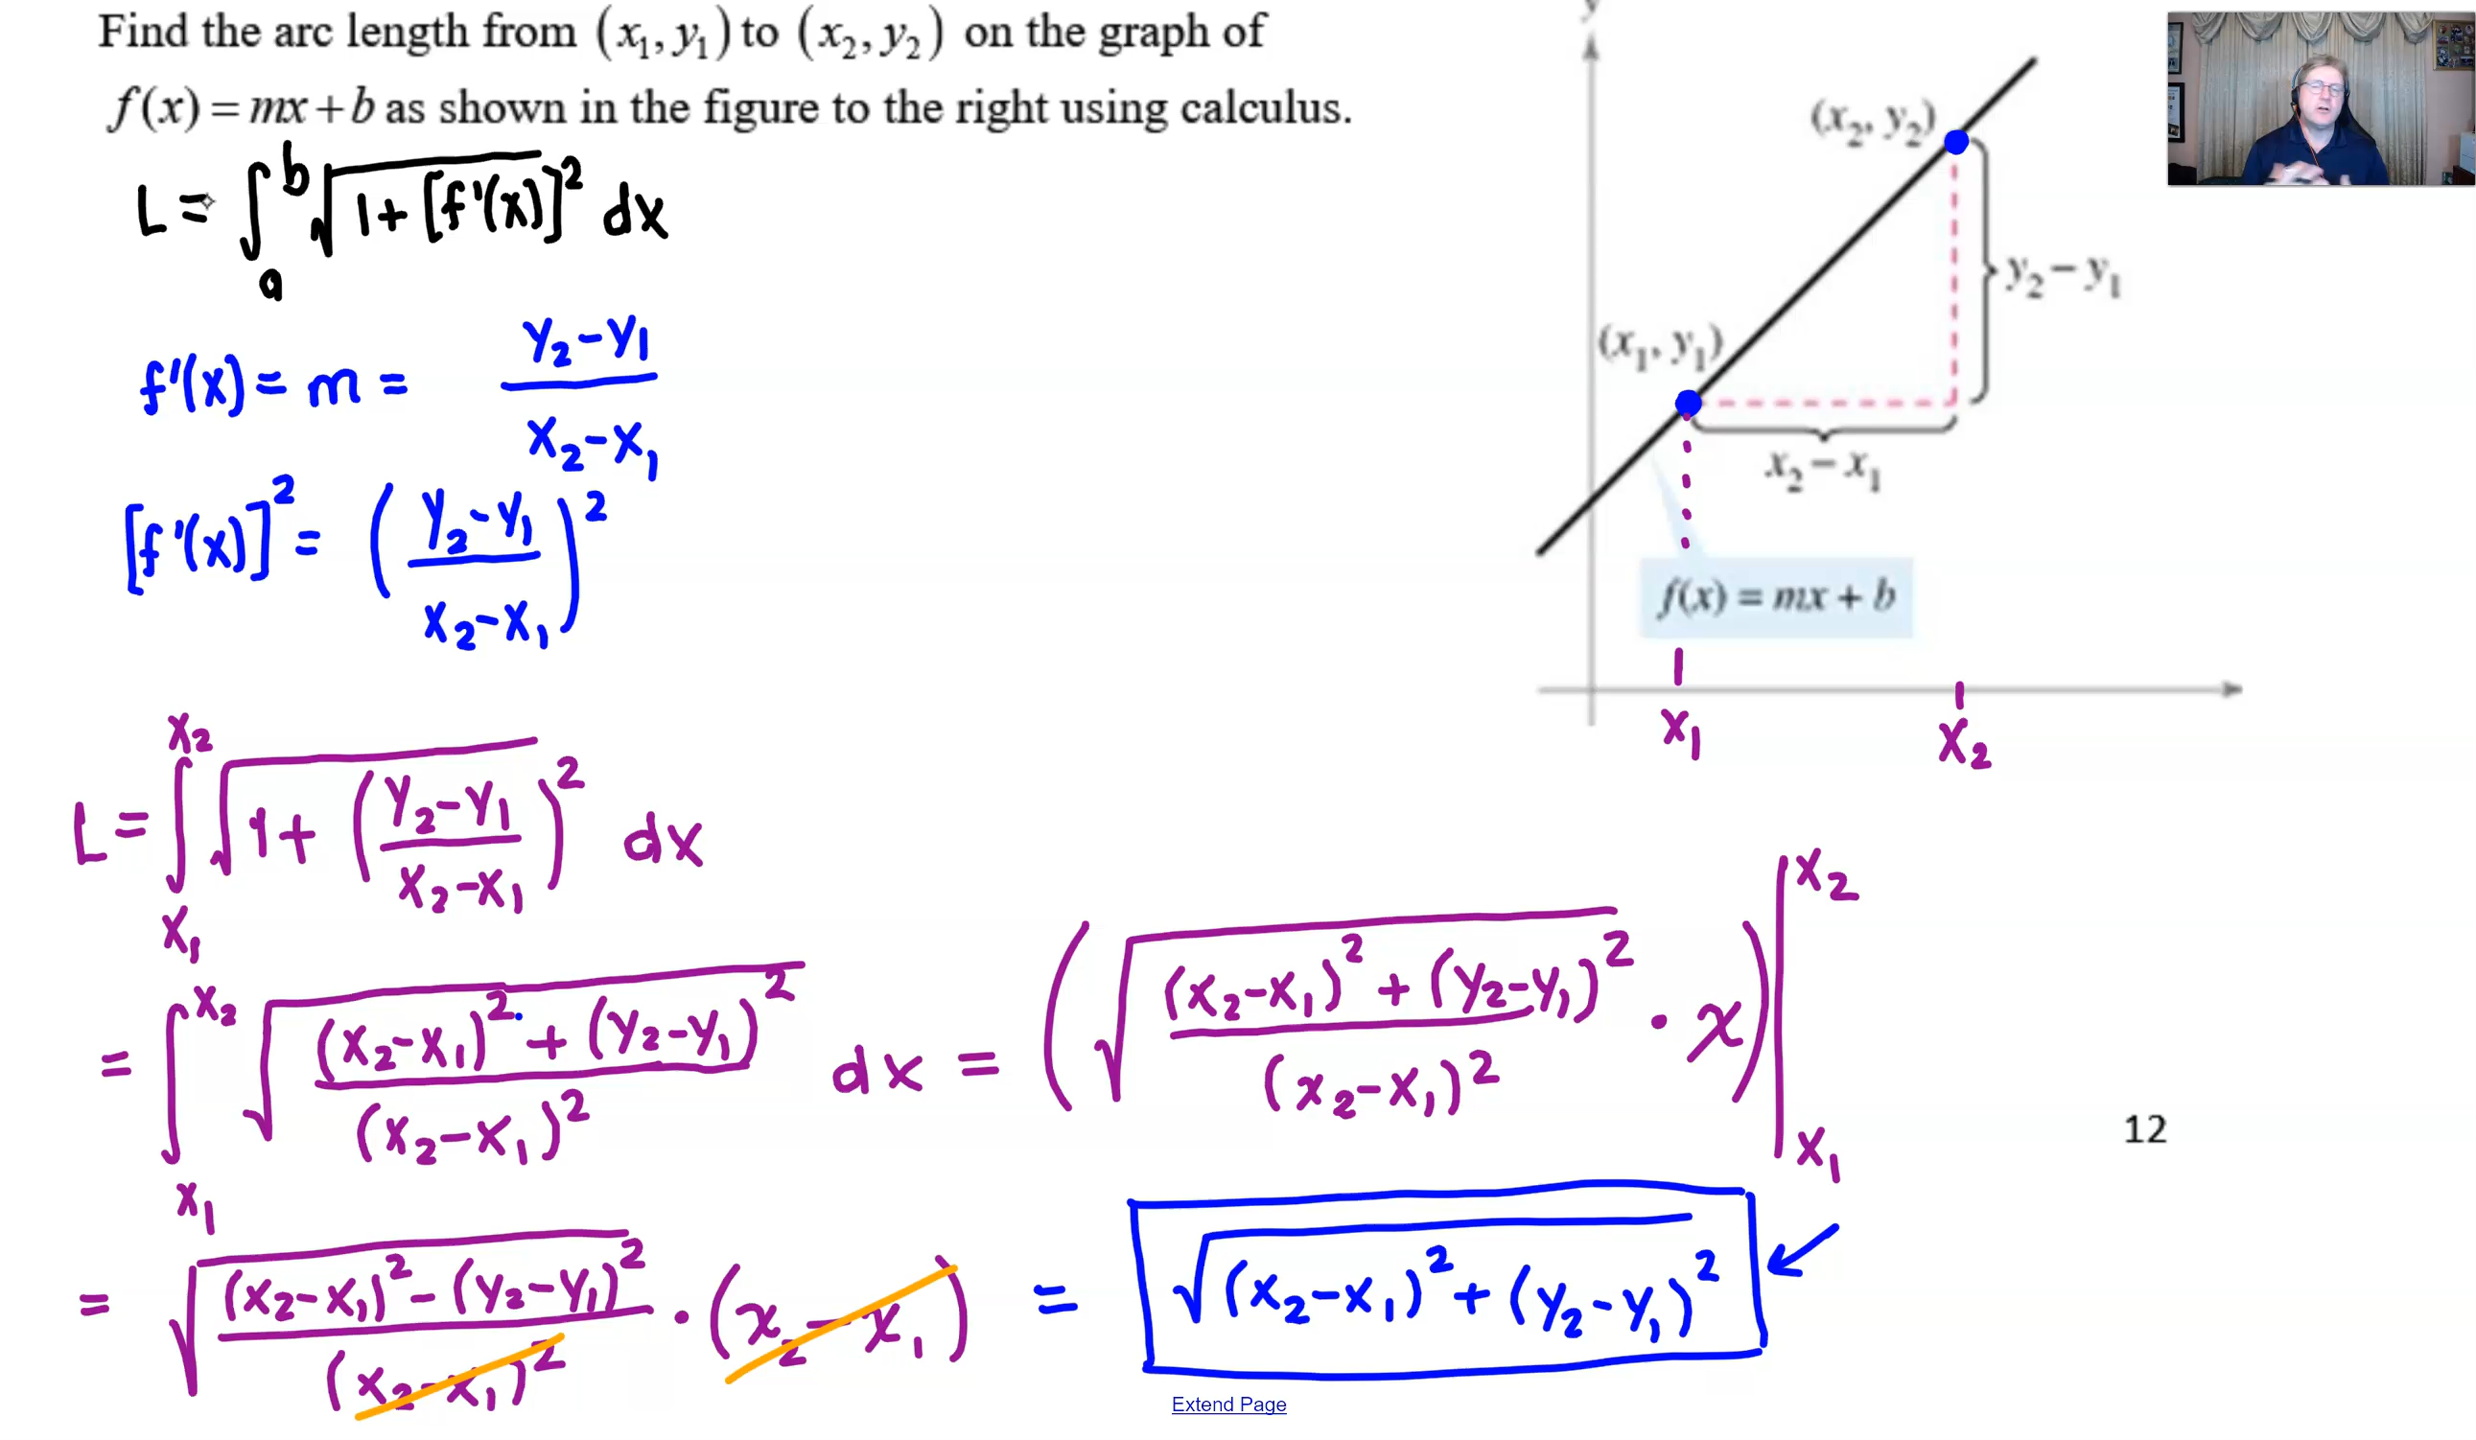 Find the arc length from (x₁, y₁) to (x₂, y₂) on the graph of
f(x) = mx + b as shown in the figure to the right using calculus.
L = ∫ₐᵇ √(1 + [f'(x)]²) dx
f'(x) = m = (y₂ - y₁)/(x₂ - x₁)
[f'(x)]² = ((y₂ - y₁)/(x₂ - x₁))²
y
(x₂, y₂)
y₂ − y₁
(x₁, y₁)
x₂ − x₁
f(x) = mx + b
x₁ x₂
L = ∫_{x₁}^{x₂} √(1 + ((y₂ - y₁)/(x₂ - x₁))²) dx
= ∫_{x₁}^{x₂} √(((x₂ - x₁)² + (y₂ - y₁)²)/(x₂ - x₁)²) dx = (√(((x₂ - x₁)² + (y₂ - y₁)²)/(x₂ - x₁)²) · x) |_{x₁}^{x₂}
12
= √(((x₂ - x₁)² - (y₂ - y₁)²)/(x₂ - x₁)²) · (x₂ - x₁) = √((x₂ - x₁)² + (y₂ - y₁)²)
Extend Page